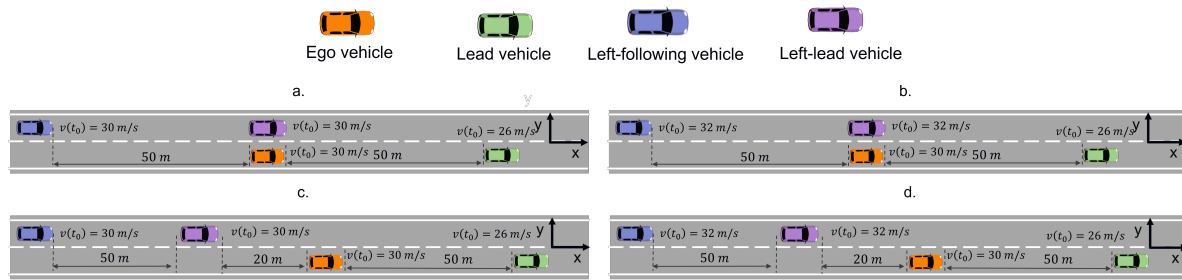 Ego vehicle
Lead vehicle
Left-following vehicle
Left-lead vehicle
a.
y
v(t₀) = 30 m/s
v(t₀) = 30 m/s
v(t₀) = 26 m/s
y
50 m
v(t₀) = 30 m/s
50 m
x
b.
v(t₀) = 32 m/s
v(t₀) = 32 m/s
v(t₀) = 26 m/s
y
50 m
v(t₀) = 30 m/s
50 m
x
c.
v(t₀) = 30 m/s
v(t₀) = 30 m/s
v(t₀) = 26 m/s
y
50 m
20 m
v(t₀) = 30 m/s
50 m
x
d.
v(t₀) = 32 m/s
v(t₀) = 32 m/s
v(t₀) = 26 m/s
y
50 m
20 m
v(t₀) = 30 m/s
50 m
x